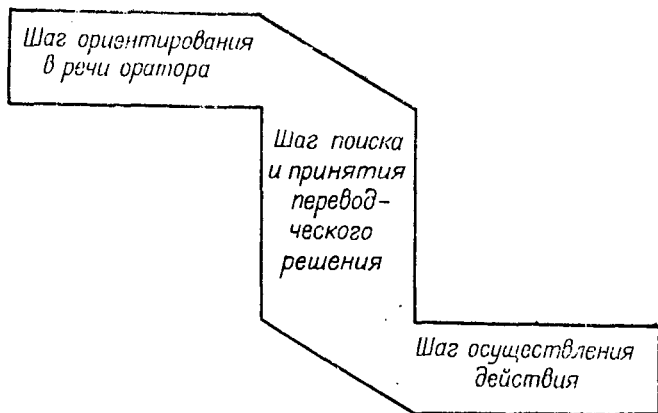 Шаг ориентирования
в речи оратора
Шаг поиска
и принятия
перевод-
ческого
решения
Шаг осуществления
действия